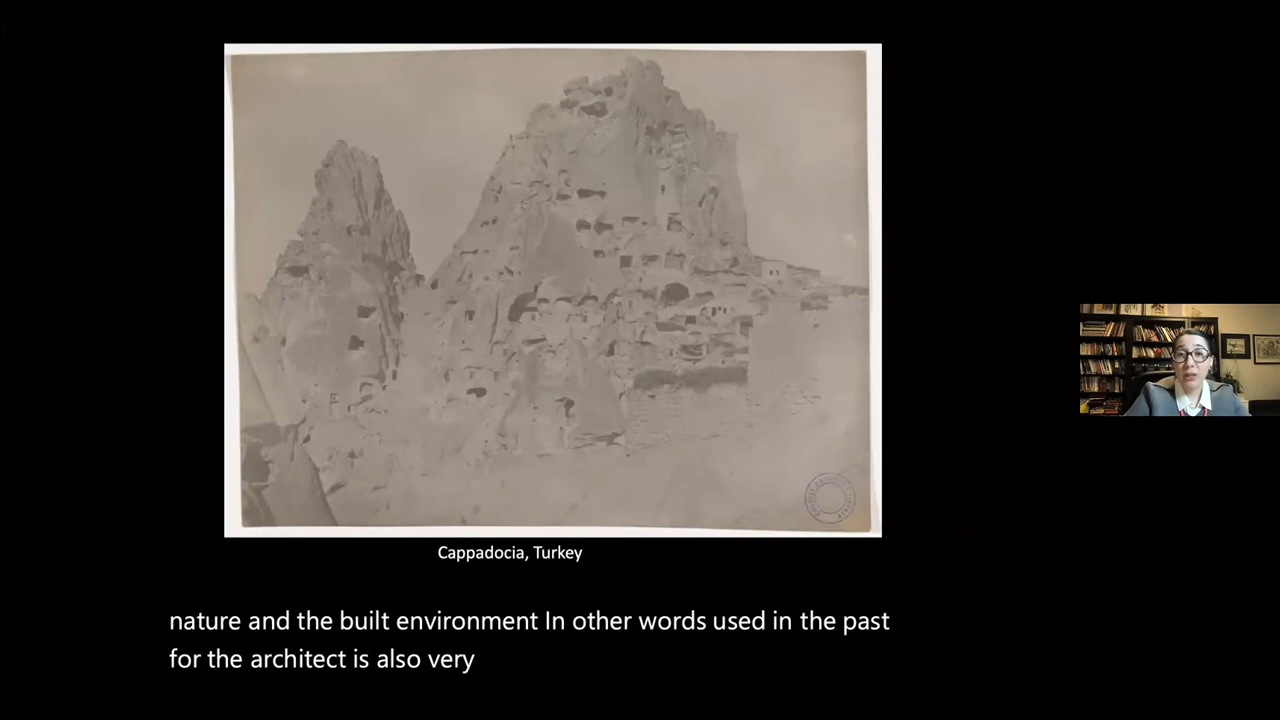 Cappadocia, Turkey
nature and the built environment In other words used in the past
for the architect is also very